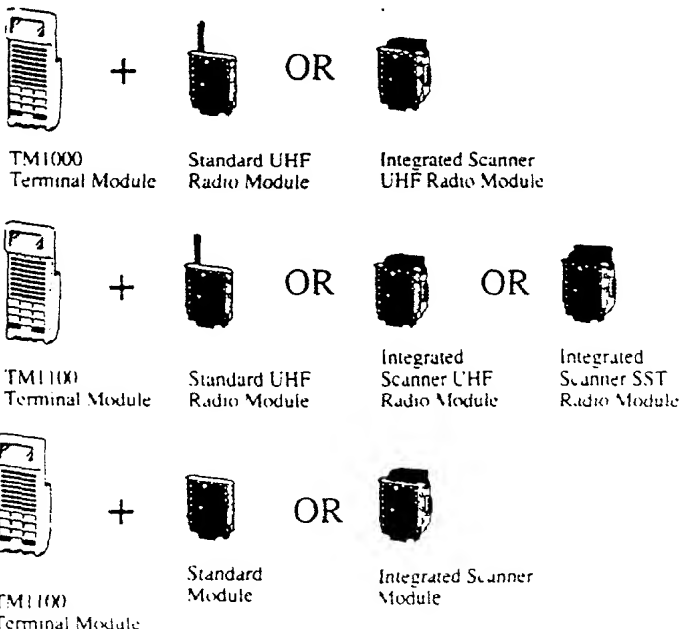 + OR
TM1000
Terminal Module
Standard UHF
Radio Module
Integrated Scanner
UHF Radio Module
+ OR OR
TM1100
Terminal Module
Standard UHF
Radio Module
Integrated
Scanner UHF
Radio Module
Integrated
Scanner SST
Radio Module
+ OR
TM1100
Terminal Module
Standard
Module
Integrated Scanner
Module